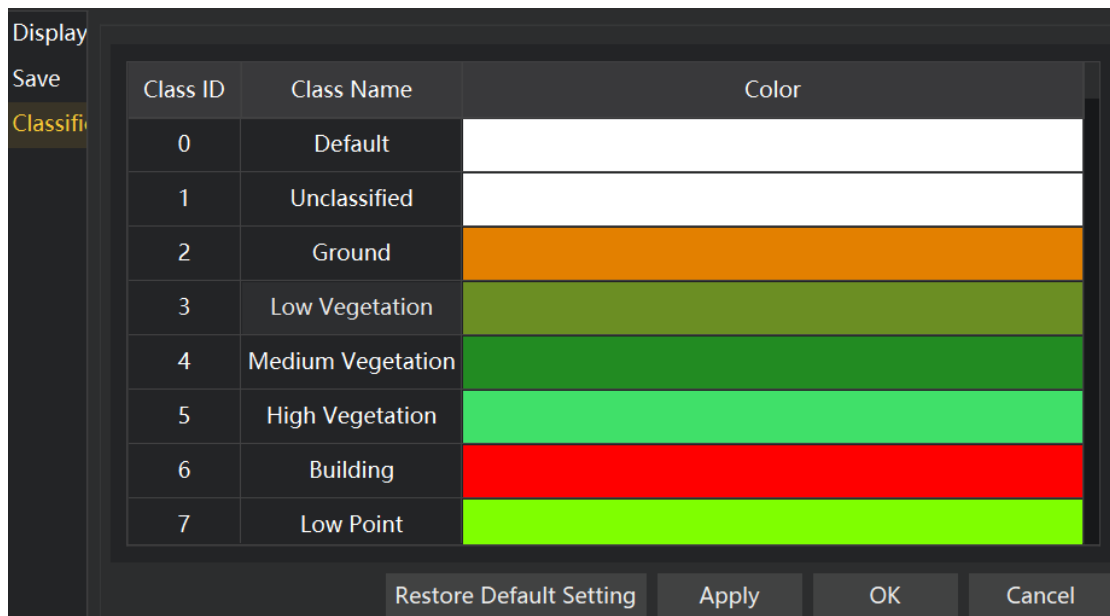 Display
Save
Classifi
Class ID Class Name Color
0 Default
1 Unclassified
2 Ground
3 Low Vegetation
4 Medium Vegetation
5 High Vegetation
6 Building
7 Low Point
Restore Default Setting Apply OK Cancel